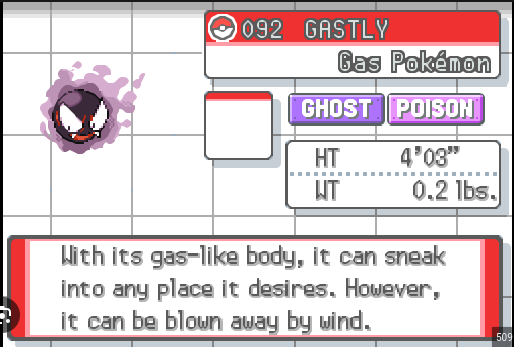 092 GASTLY
Gas Pokémon
GHOST POISON
HT 4'03”
WT 0.2 lbs.
With its gas-like body, it can sneak
into any place it desires. However,
it can be blown away by wind.
509